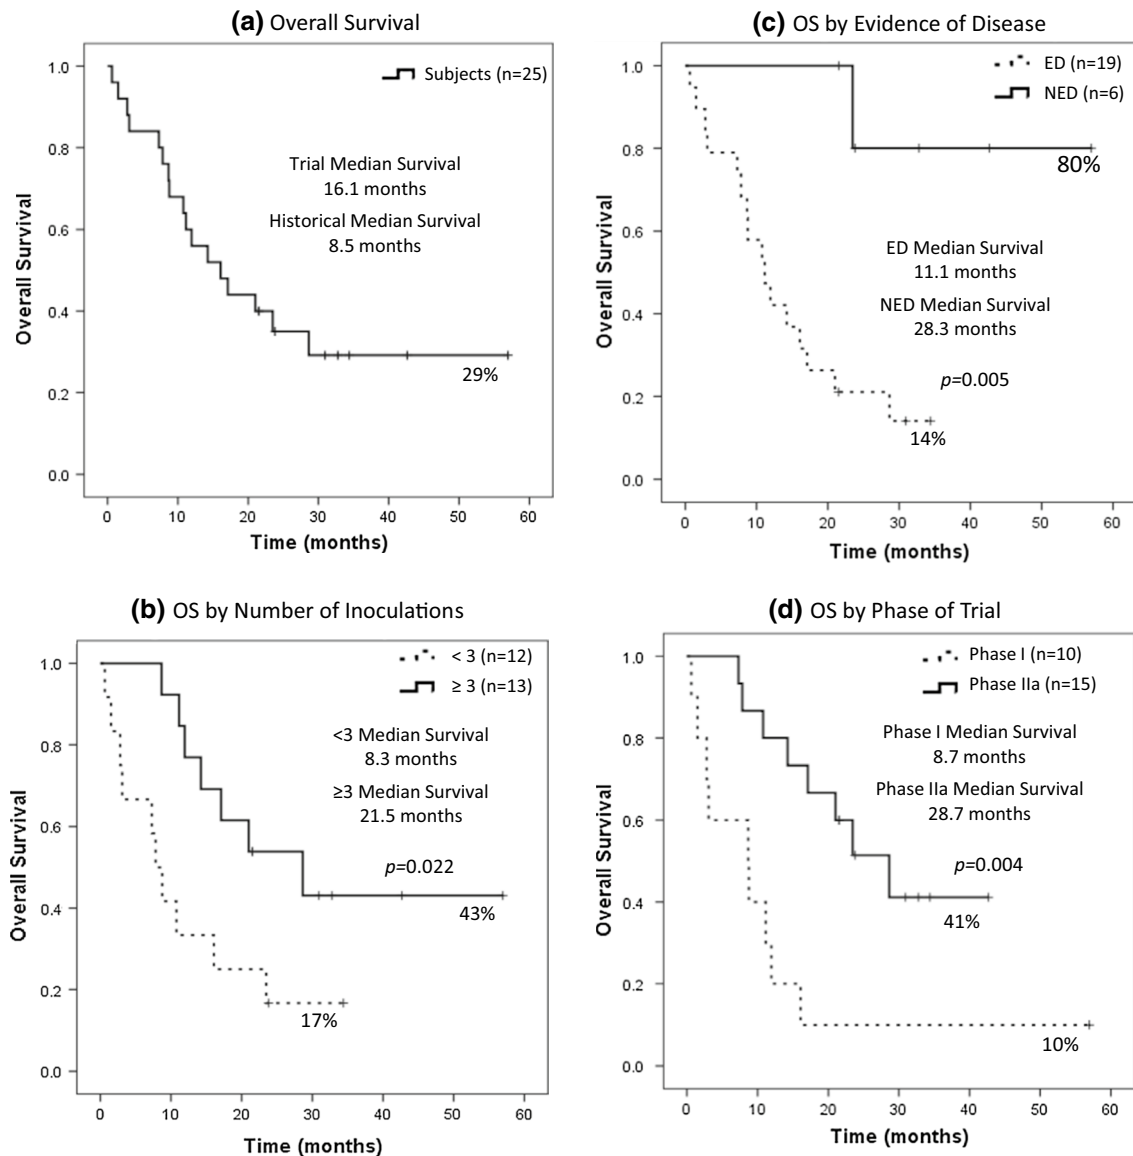 (a) Overall Survival
Subjects (n=25)
Trial Median Survival
16.1 months
Historical Median Survival
8.5 months
29%
Overall Survival
1.0
0.8
0.6
0.4
0.2
0.0
0 10 20 30 40 50 60
Time (months)
(c) OS by Evidence of Disease
ED (n=19)
NED (n=6)
80%
ED Median Survival
11.1 months
NED Median Survival
28.3 months
p=0.005
14%
Overall Survival
1.0
0.8
0.6
0.4
0.2
0.0
0 10 20 30 40 50 60
Time (months)
(b) OS by Number of Inoculations
< 3 (n=12)
≥ 3 (n=13)
<3 Median Survival
8.3 months
≥3 Median Survival
21.5 months
p=0.022
43%
17%
Overall Survival
1.0
0.8
0.6
0.4
0.2
0.0
0 10 20 30 40 50 60
Time (months)
(d) OS by Phase of Trial
Phase I (n=10)
Phase IIa (n=15)
Phase I Median Survival
8.7 months
Phase IIa Median Survival
28.7 months
p=0.004
41%
10%
Overall Survival
1.0
0.8
0.6
0.4
0.2
0.0
0 10 20 30 40 50 60
Time (months)